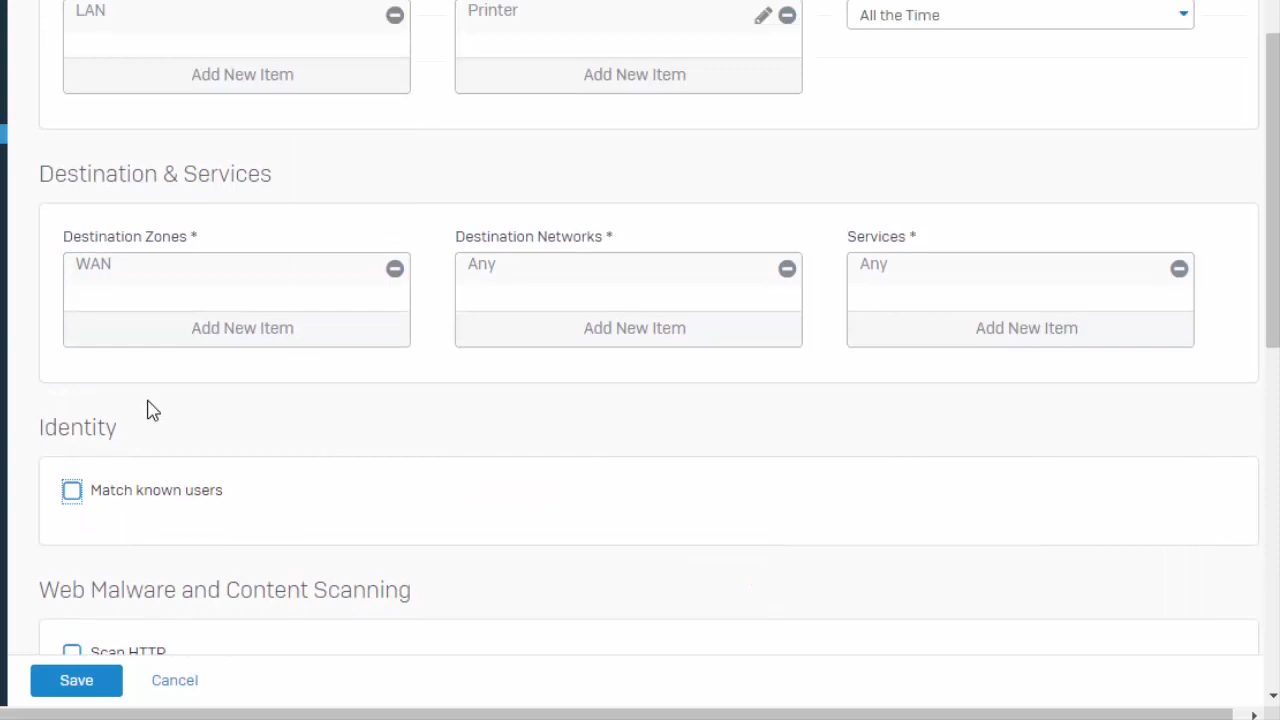 LAN
Printer
All the Time
Add New Item
Add New Item
Destination & Services
Destination Zones *
Destination Networks *
Services *
WAN
Any
Any
Add New Item
Add New Item
Add New Item
Identity
Match known users
Web Malware and Content Scanning
Scan HTTP
Save
Cancel